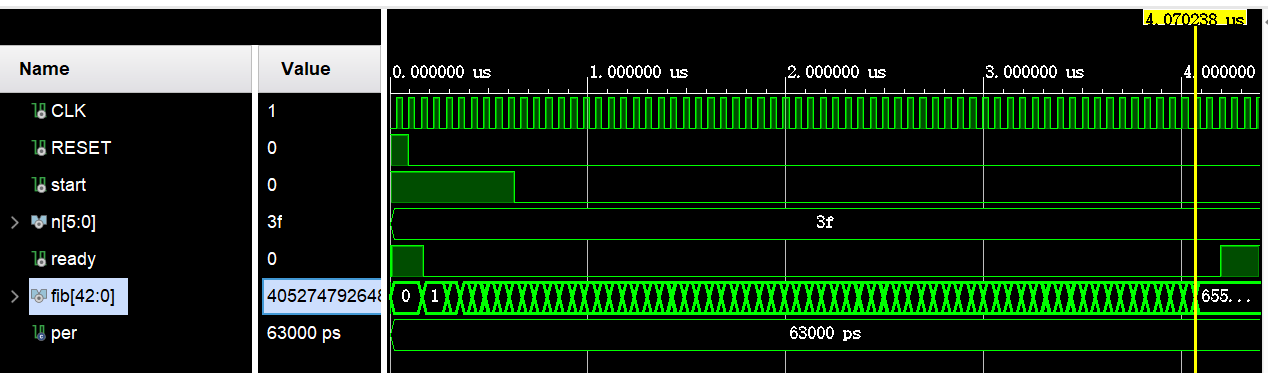 4.070238 us
Name Value
0.000000 us 1.000000 us 2.000000 us 3.000000 us 4.000000
CLK 1
RESET 0
start 0
n[5:0] 3f 3f
ready 0
fib[42:0] 405274792648 0 1 655...
per 63000 ps 63000 ps